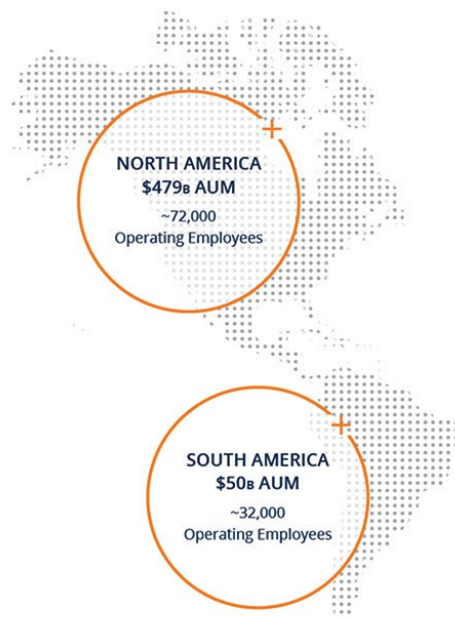 NORTH AMERICA
$479B AUM
~72,000
Operating Employees
SOUTH AMERICA
$50B AUM
~32,000
Operating Employees